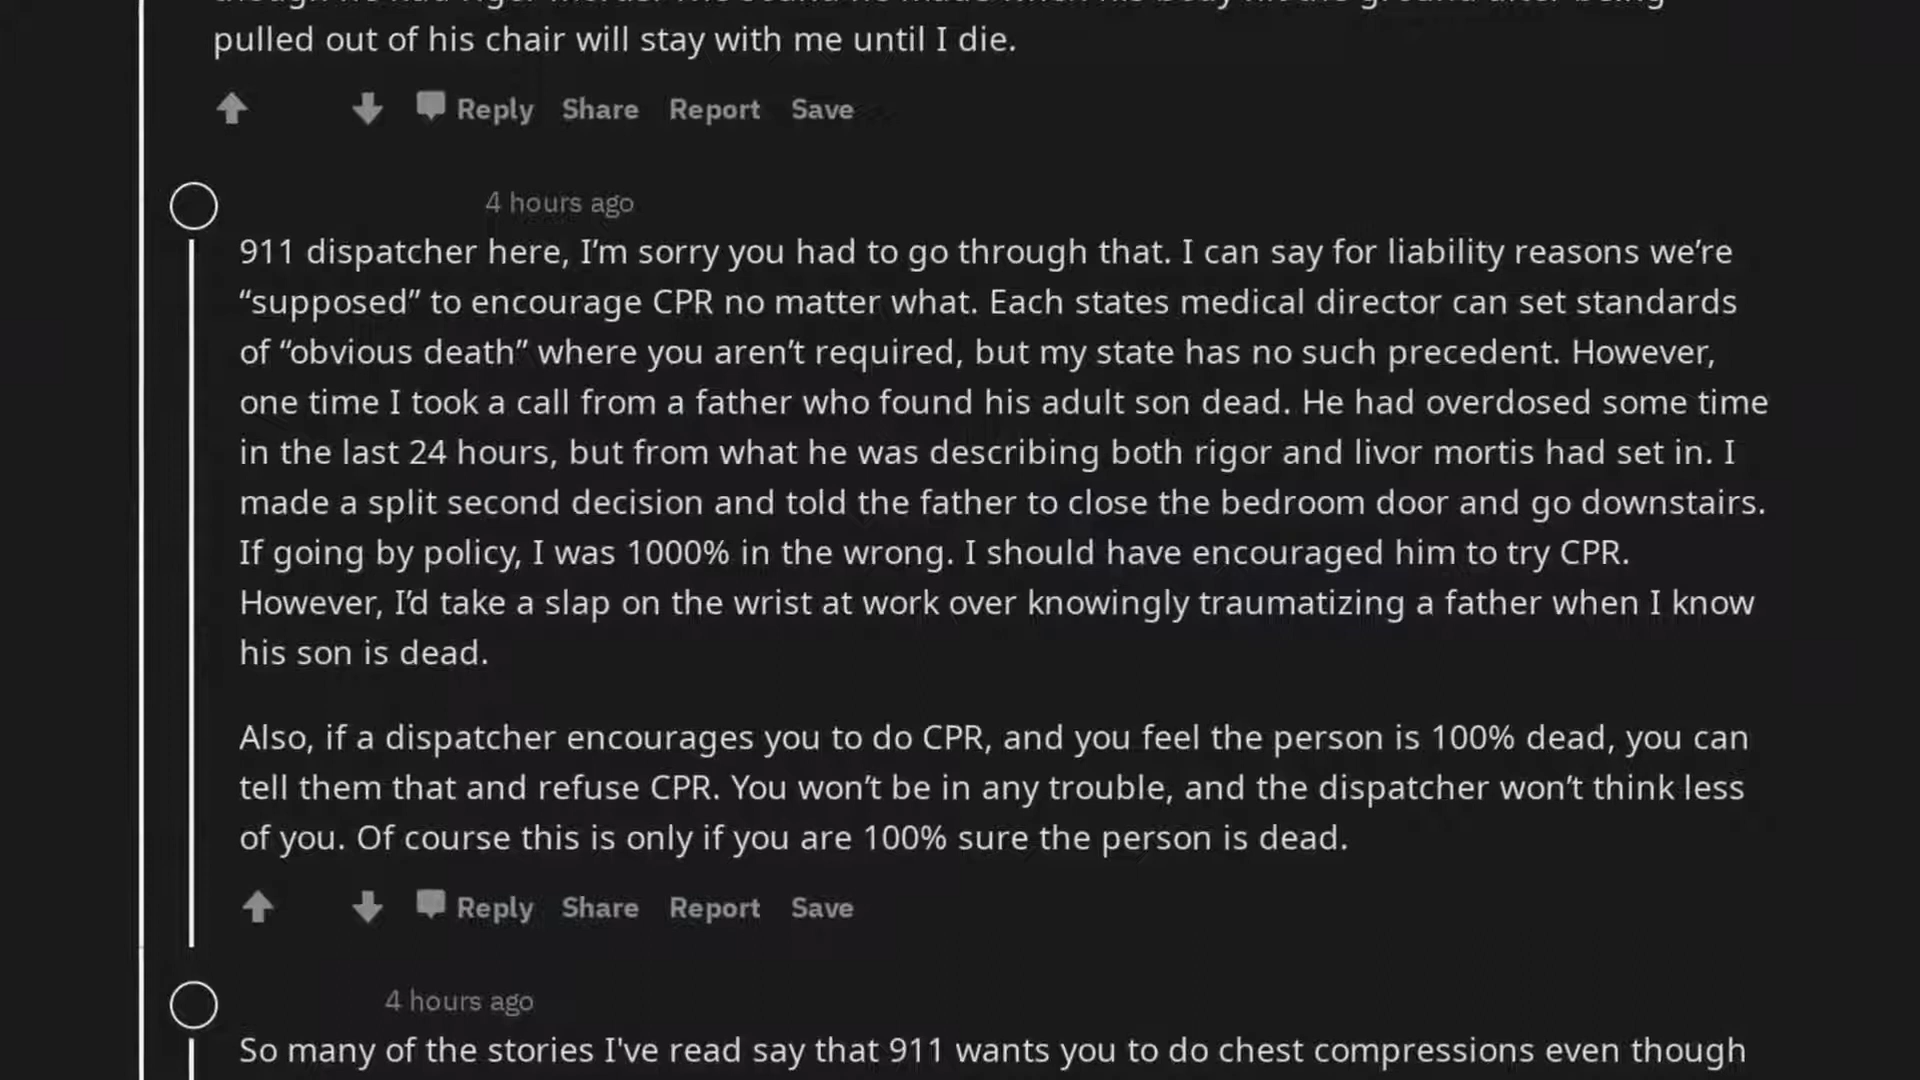 pulled out of his chair will stay with me until I die.
Reply Share Report Save
4 hours ago
911 dispatcher here, I’m sorry you had to go through that. I can say for liability reasons we’re
“supposed” to encourage CPR no matter what. Each states medical director can set standards
of “obvious death” where you aren’t required, but my state has no such precedent. However,
one time I took a call from a father who found his adult son dead. He had overdosed some time
in the last 24 hours, but from what he was describing both rigor and livor mortis had set in. I
made a split second decision and told the father to close the bedroom door and go downstairs.
If going by policy, I was 1000% in the wrong. I should have encouraged him to try CPR.
However, I’d take a slap on the wrist at work over knowingly traumatizing a father when I know
his son is dead.
Also, if a dispatcher encourages you to do CPR, and you feel the person is 100% dead, you can
tell them that and refuse CPR. You won’t be in any trouble, and the dispatcher won’t think less
of you. Of course this is only if you are 100% sure the person is dead.
Reply Share Report Save
4 hours ago
So many of the stories I've read say that 911 wants you to do chest compressions even though